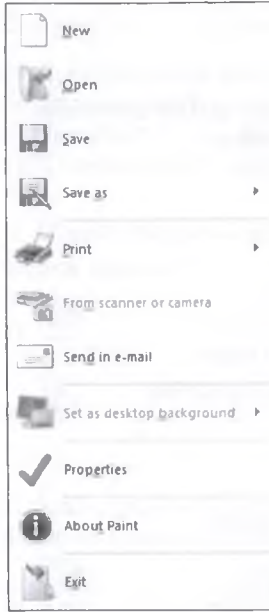 New
Open
Save
Save as
Print
From scanner or camera
Send in e-mail
Set as desktop background
Properties
About Paint
Exit